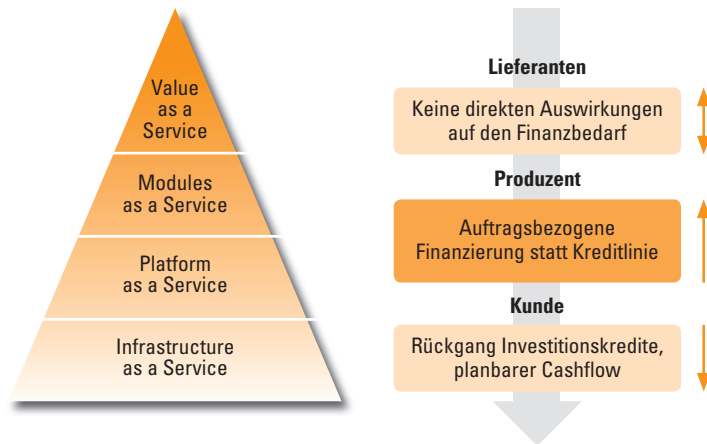 Value
as a
Service
Modules
as a Service
Platform
as a Service
Infrastructure
as a Service
Lieferanten
Keine direkten Auswirkungen
auf den Finanzbedarf
Produzent
Auftragsbezogene
Finanzierung statt Kreditlinie
Kunde
Rückgang Investitionskredite,
planbarer Cashflow